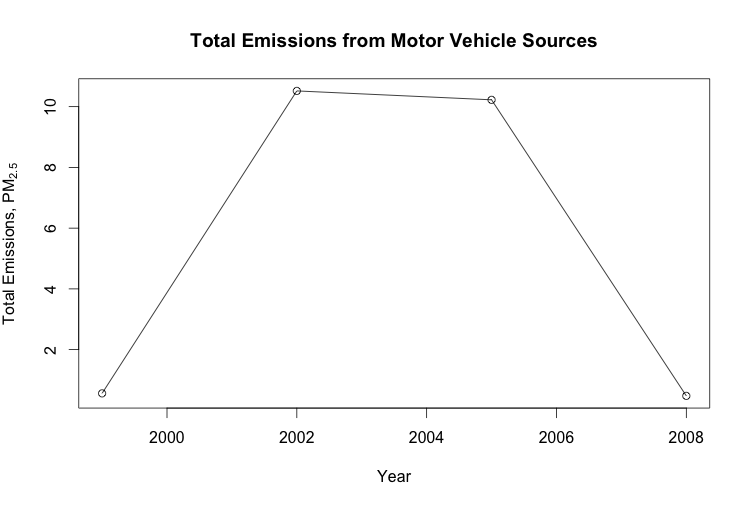 Total Emissions from Motor Vehicle Sources
Total Emissions, PM₂.₅
10
8
6
4
2
2000 2002 2004 2006 2008
Year